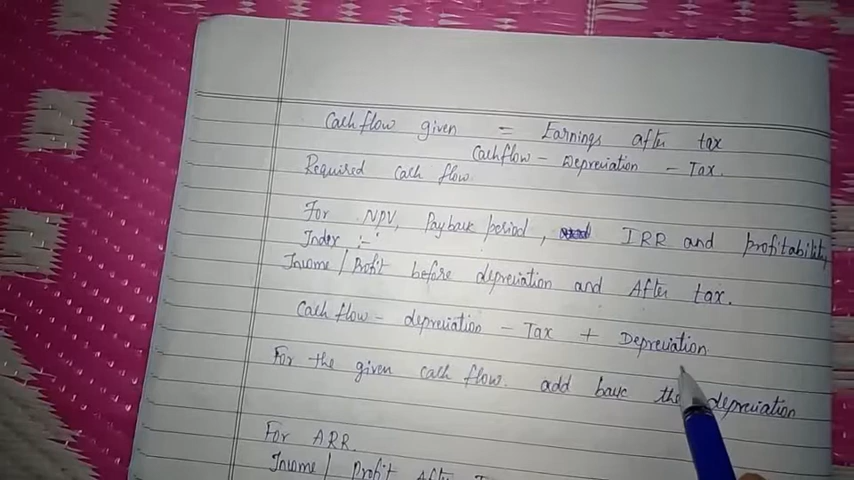 Cash flow given = Earnings after tax
Cashflow - Depreciation - Tax.
Required cash flow.
For NPV, Payback period, IRR and profitability
Index :-
Income / Profit before depreciation and After tax.
Cash flow - depreciation - Tax + Depreciation
For the given cash flow. add back the depreciation
For ARR.
Income / Profit After